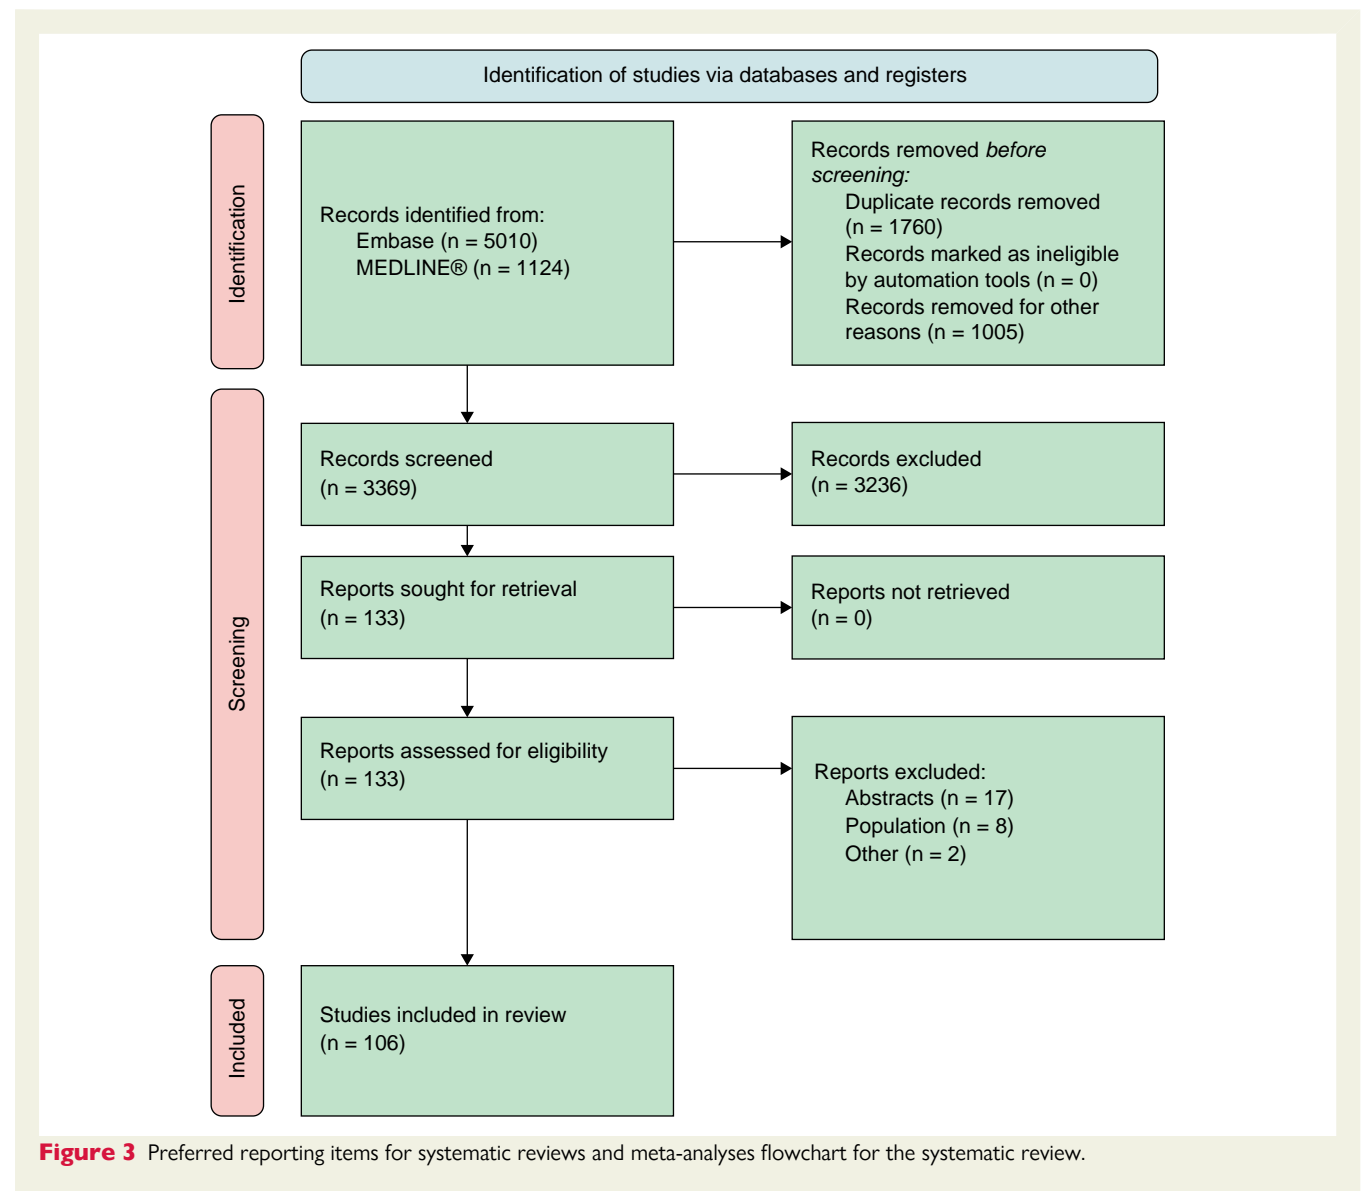 Identification of studies via databases and registers
Identification
Records identified from:
Embase (n = 5010)
MEDLINE® (n = 1124)
Records removed before
screening:
Duplicate records removed
(n = 1760)
Records marked as ineligible
by automation tools (n = 0)
Records removed for other
reasons (n = 1005)
Screening
Records screened
(n = 3369)
Records excluded
(n = 3236)
Reports sought for retrieval
(n = 133)
Reports not retrieved
(n = 0)
Reports assessed for eligibility
(n = 133)
Reports excluded:
Abstracts (n = 17)
Population (n = 8)
Other (n = 2)
Included
Studies included in review
(n = 106)
Figure 3 Preferred reporting items for systematic reviews and meta-analyses flowchart for the systematic review.